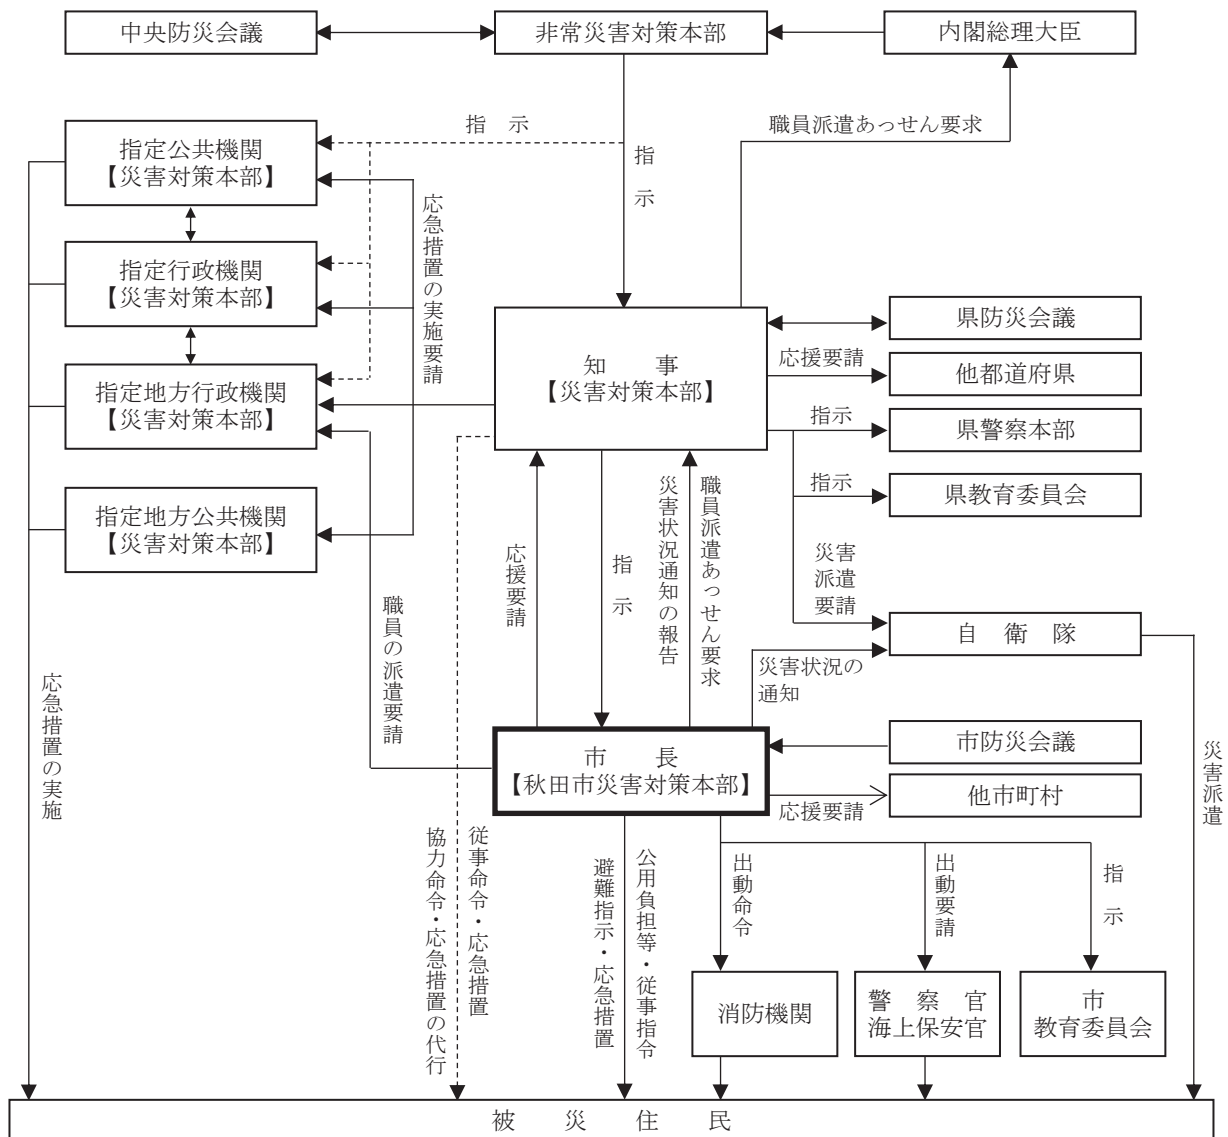 中央防災会議
非常災害対策本部
内閣総理大臣
指　示
指　示
職員派遣あっせん要求
指定公共機関
【災害対策本部】
応急措置の実施要請
指定行政機関
【災害対策本部】
知　　事
【災害対策本部】
県防災会議
応援要請
他都道府県
指定地方行政機関
【災害対策本部】
指示
県警察本部
指示
県教育委員会
指定地方公共機関
【災害対策本部】
応援要請
指　示
災害状況通知の報告
職員派遣あっせん要求
災害
派遣
要請
自　衛　隊
職員の派遣要請
災害状況の
通知
応急措置の実施
市　　長
【秋田市災害対策本部】
市防災会議
応援要請
他市町村
災害派遣
従事命令・応急措置
協力命令・応急措置の代行
公用負担等・従事指令
避難指示・応急措置
出動命令
出動要請
指　示
消防機関
警　察　官
海上保安官
市
教育委員会
被　災　住　民